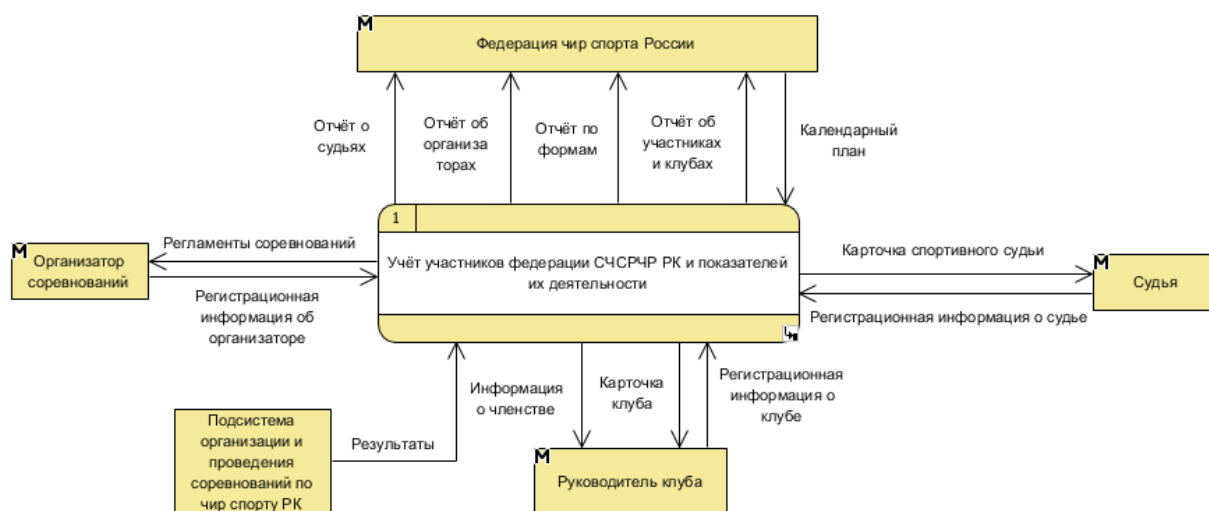 M
Федерация чир спорта России
Отчёт о
судьях
Отчёт об
организа
торах
Отчёт по
формам
Отчёт об
участниках
и клубах
Календарный
план
1
Учёт участников федерации СЧСРЧР РК и показателей
их деятельности
M
Организатор
соревнований
Регламенты соревнований
Регистрационная
информация об
организаторе
Карточка спортивного судьи
M
Судья
Регистрационная информация о судье
Подсистема
организации и
проведения
соревнований по
чир спорту РК
Результаты
Информация
о членстве
Карточка
клуба
Регистрационная
информация о
клубе
M
Руководитель клуба